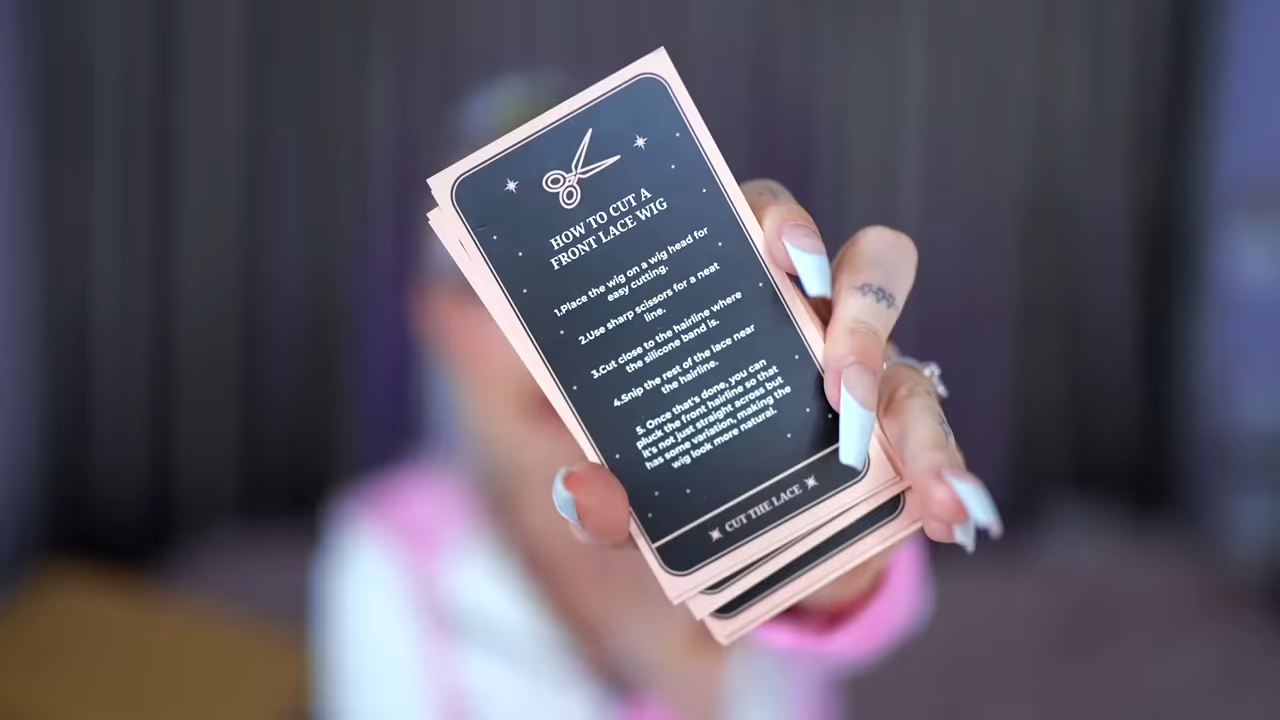 HOW TO CUT A
FRONT LACE WIG
1.Place the wig on a wig head for
easy cutting.
2.Use sharp scissors for a neat
line.
3.Cut close to the hairline where
the silicone band is.
4.Snip the rest of the lace near
the hairline.
5. Once that's done, you can
pluck the front hairline so that
it's not just straight across but
has some variation, making the
wig look more natural.
CUT THE LACE